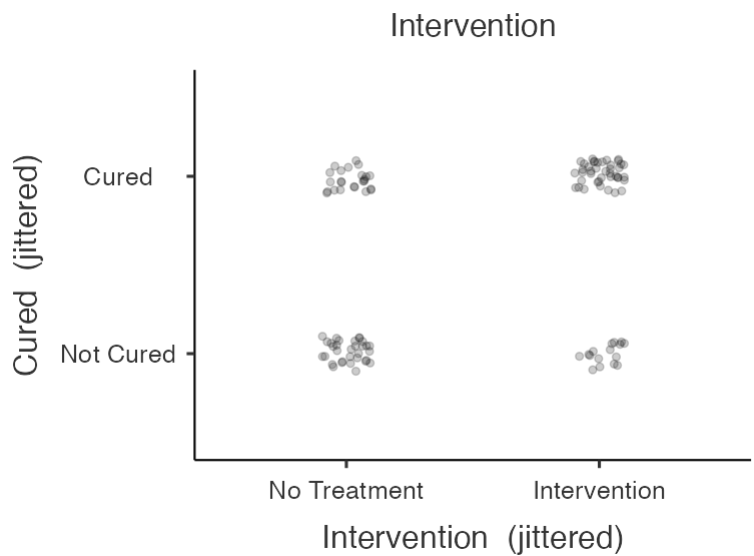 Intervention
Cured (jittered)
Cured
Not Cured
No Treatment
Intervention
Intervention (jittered)